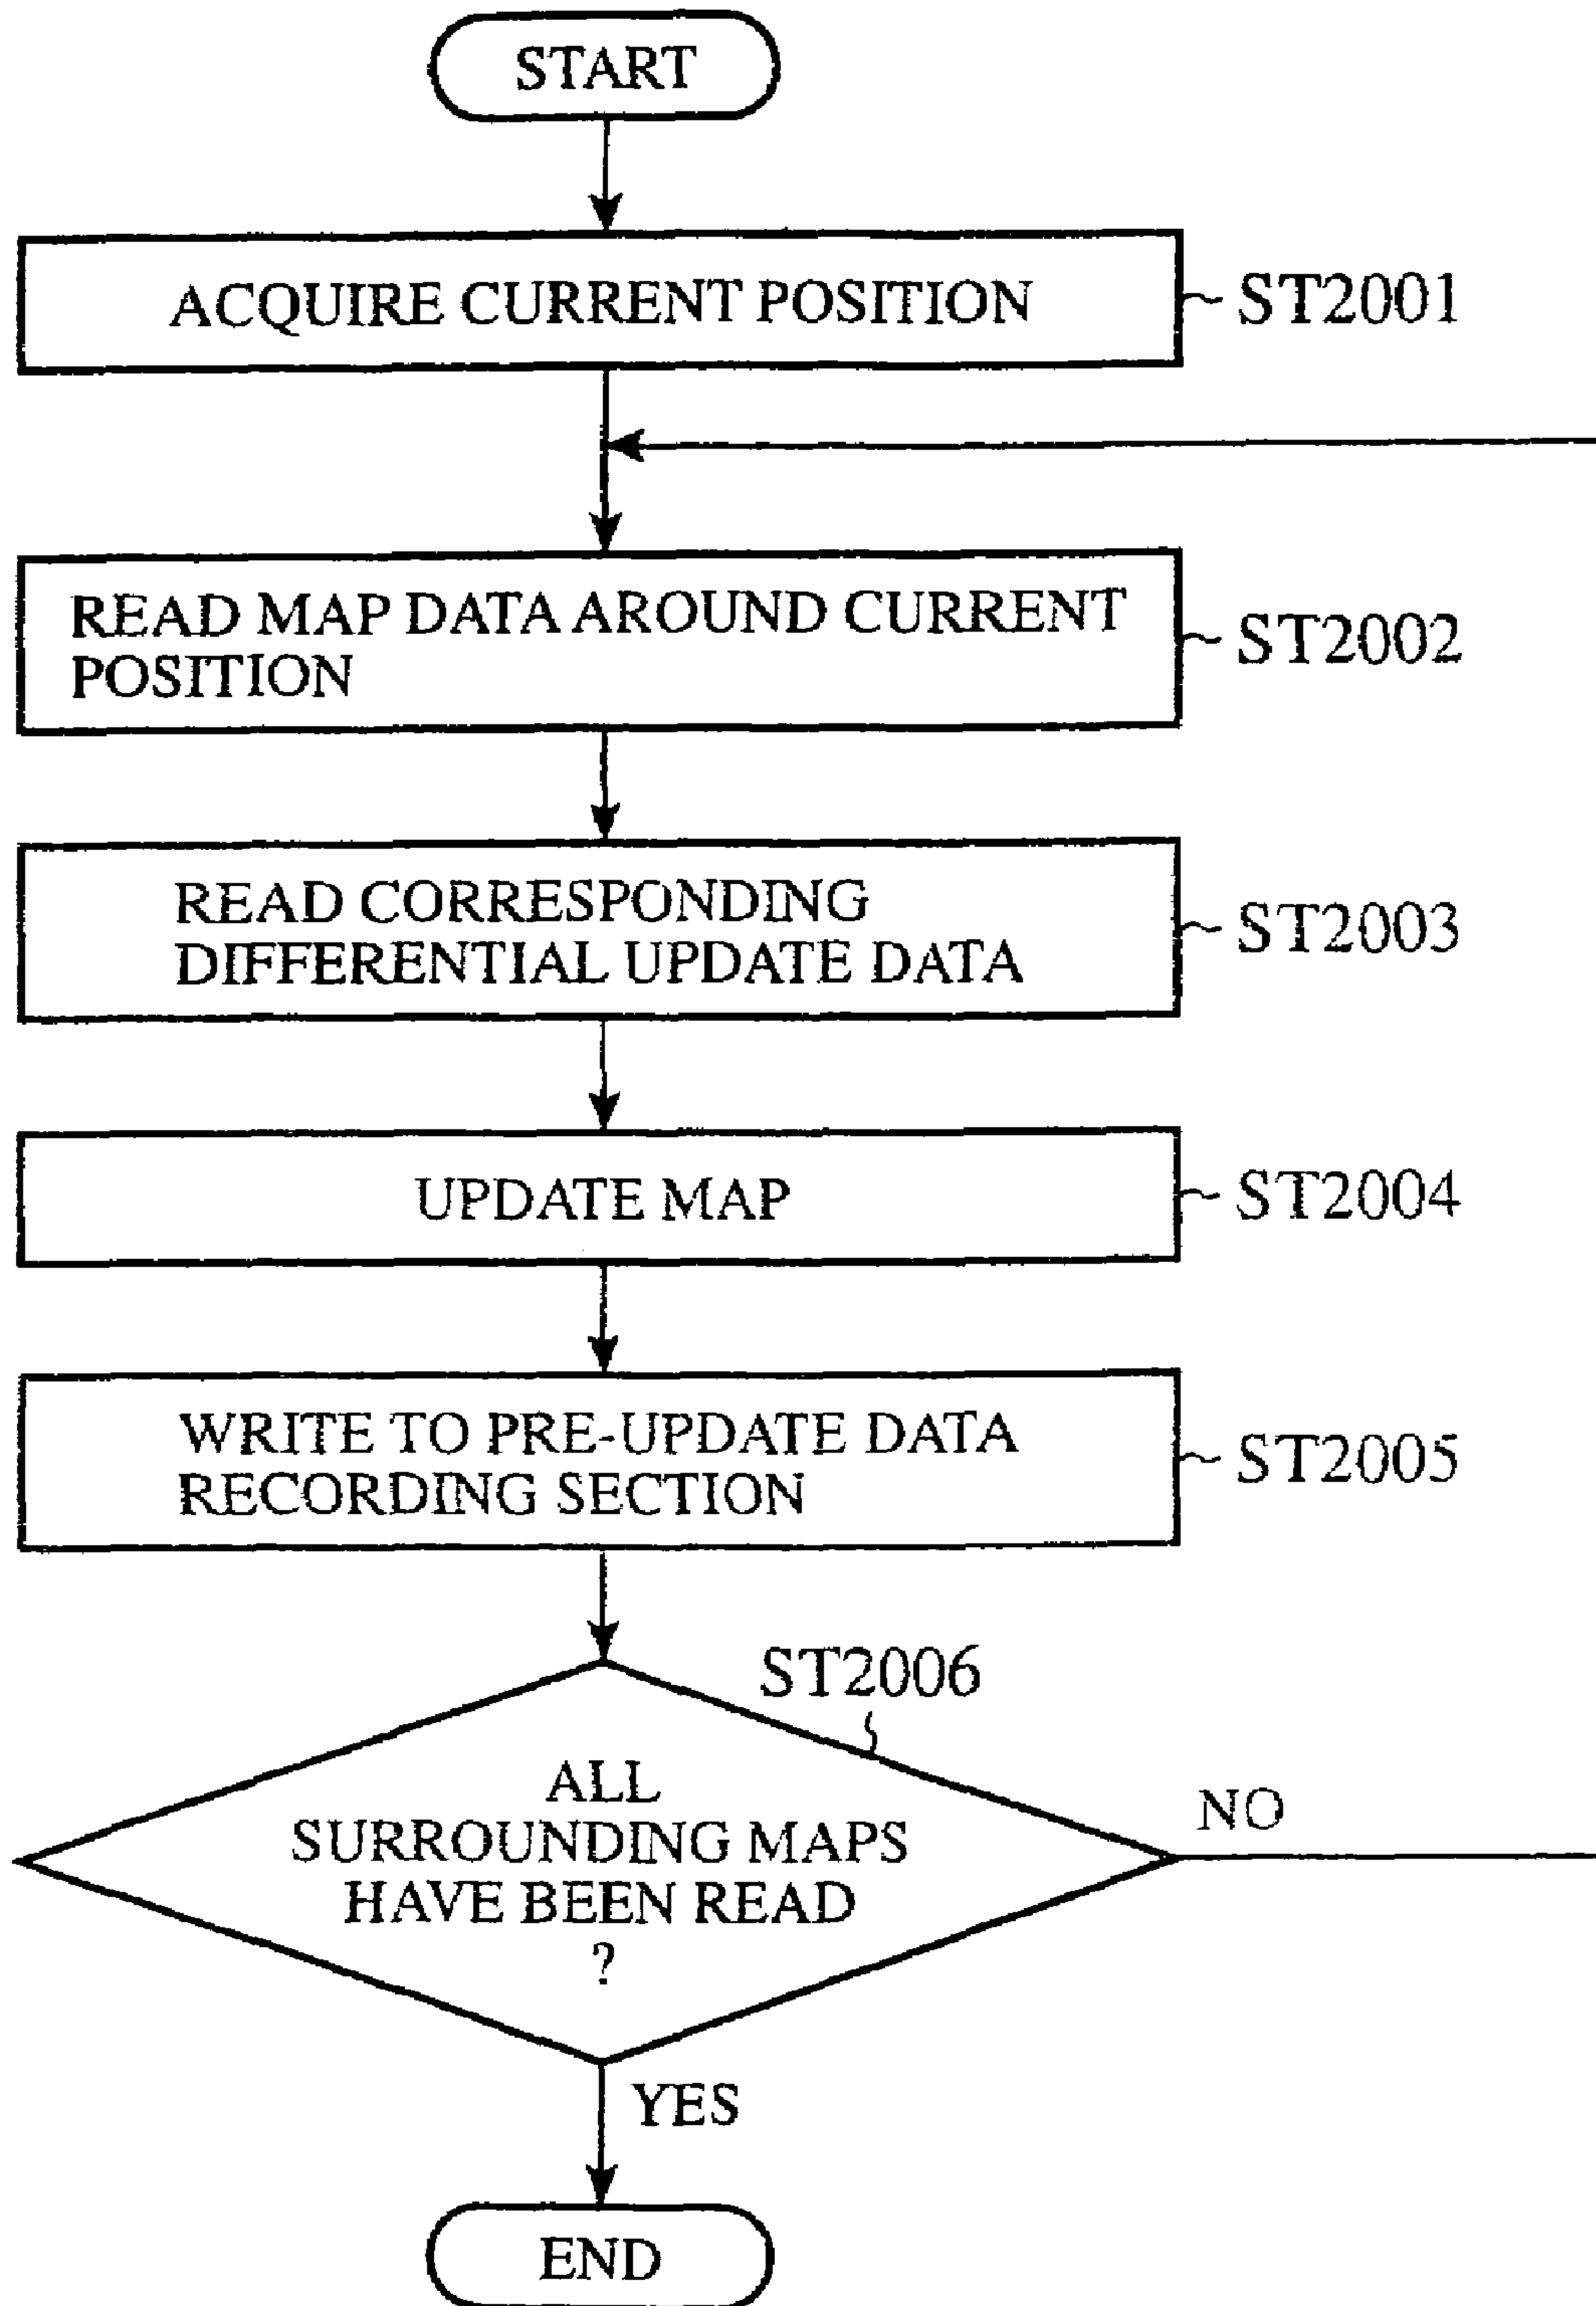 START
ACQUIRE CURRENT POSITION
ST2001
READ MAP DATA AROUND CURRENT
POSITION
ST2002
READ CORRESPONDING
DIFFERENTIAL UPDATE DATA
ST2003
UPDATE MAP
ST2004
WRITE TO PRE-UPDATE DATA
RECORDING SECTION
ST2005
ST2006
ALL
SURROUNDING MAPS
HAVE BEEN READ
?
NO
YES
END